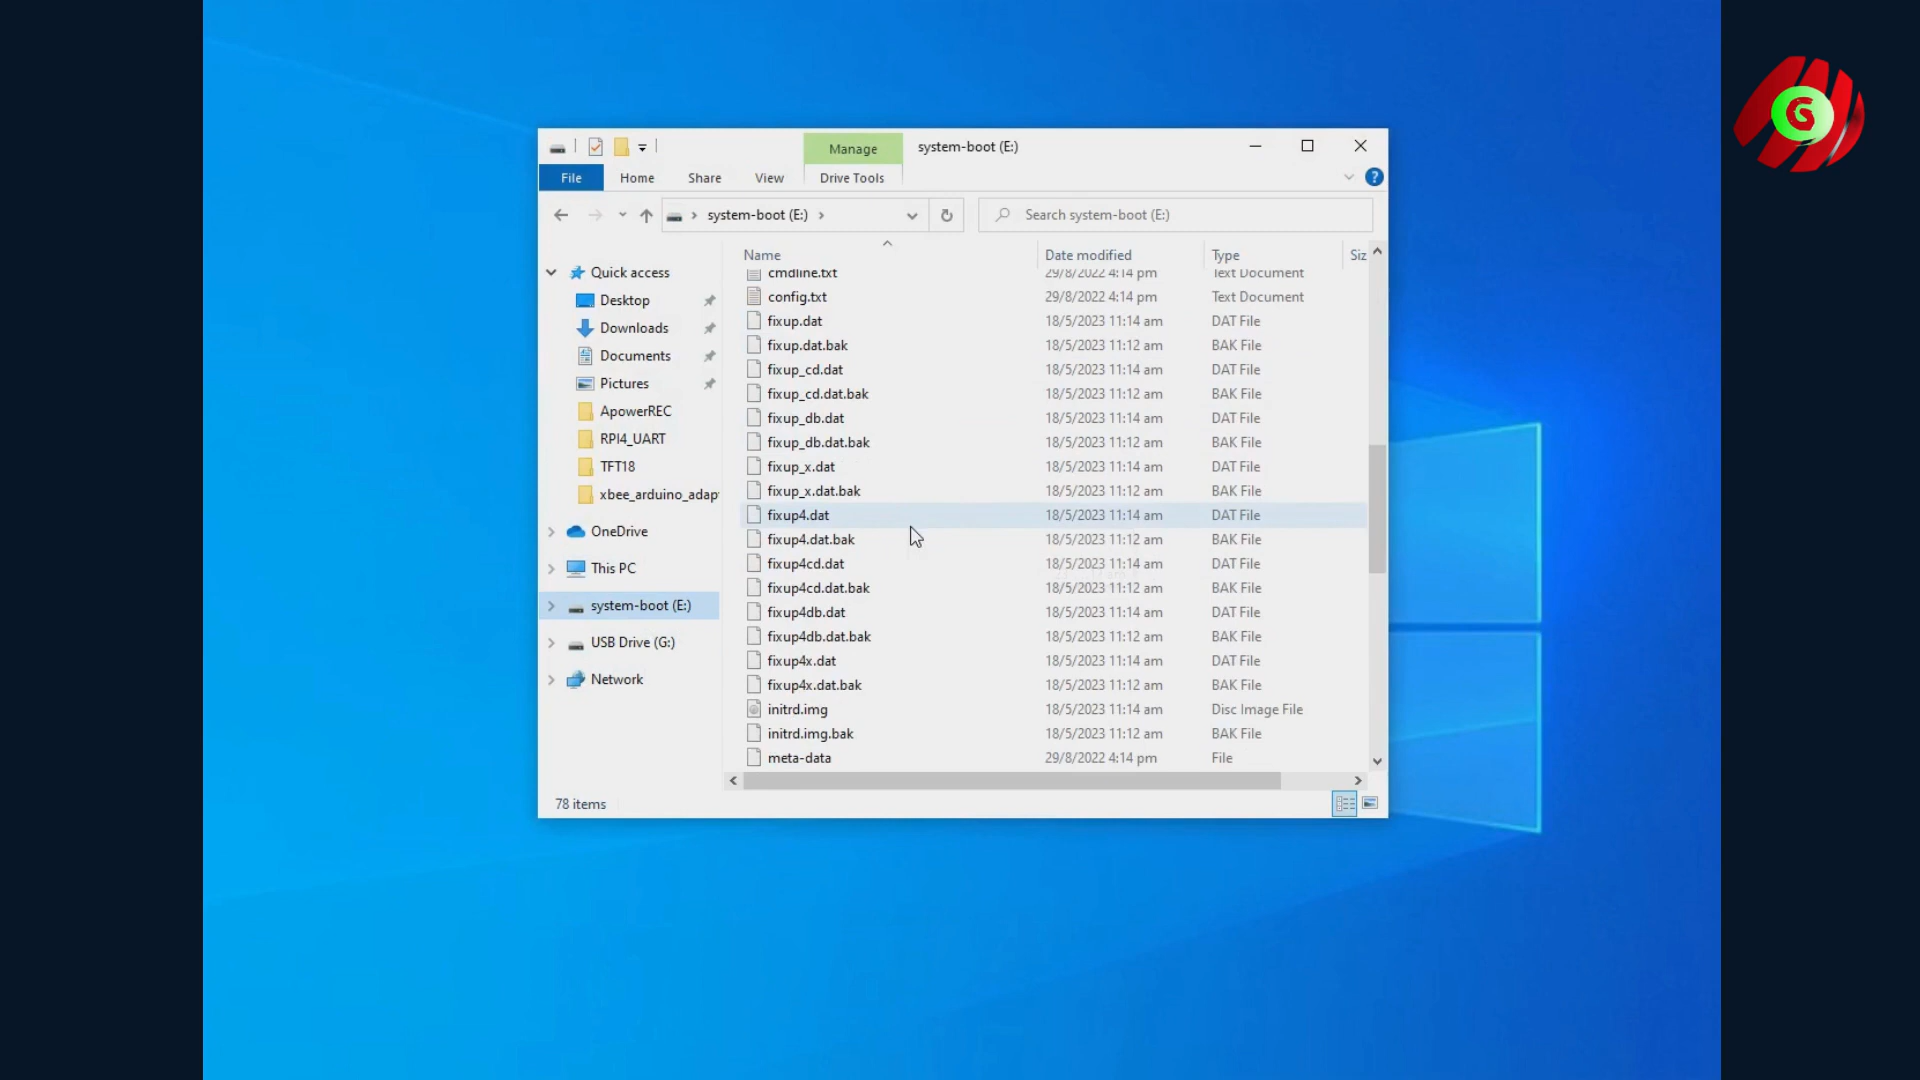 G
Manage system-boot (E:)
File Home Share View Drive Tools
system-boot (E:) Search system-boot (E:)
Name Date modified Type Siz
Quick access
Desktop
Downloads
Documents
Pictures
ApowerREC
RPI4_UART
TFT18
xbee_arduino_adap
OneDrive
This PC
system-boot (E:)
USB Drive (G:)
Network
cmdline.txt 29/8/2022 4:14 pm Text Document
config.txt 29/8/2022 4:14 pm Text Document
fixup.dat 18/5/2023 11:14 am DAT File
fixup.dat.bak 18/5/2023 11:12 am BAK File
fixup_cd.dat 18/5/2023 11:14 am DAT File
fixup_cd.dat.bak 18/5/2023 11:12 am BAK File
fixup_db.dat 18/5/2023 11:14 am DAT File
fixup_db.dat.bak 18/5/2023 11:12 am BAK File
fixup_x.dat 18/5/2023 11:14 am DAT File
fixup_x.dat.bak 18/5/2023 11:12 am BAK File
fixup4.dat 18/5/2023 11:14 am DAT File
fixup4.dat.bak 18/5/2023 11:12 am BAK File
fixup4cd.dat 18/5/2023 11:14 am DAT File
fixup4cd.dat.bak 18/5/2023 11:12 am BAK File
fixup4db.dat 18/5/2023 11:14 am DAT File
fixup4db.dat.bak 18/5/2023 11:12 am BAK File
fixup4x.dat 18/5/2023 11:14 am DAT File
fixup4x.dat.bak 18/5/2023 11:12 am BAK File
initrd.img 18/5/2023 11:14 am Disc Image File
initrd.img.bak 18/5/2023 11:12 am BAK File
meta-data 29/8/2022 4:14 pm File
78 items